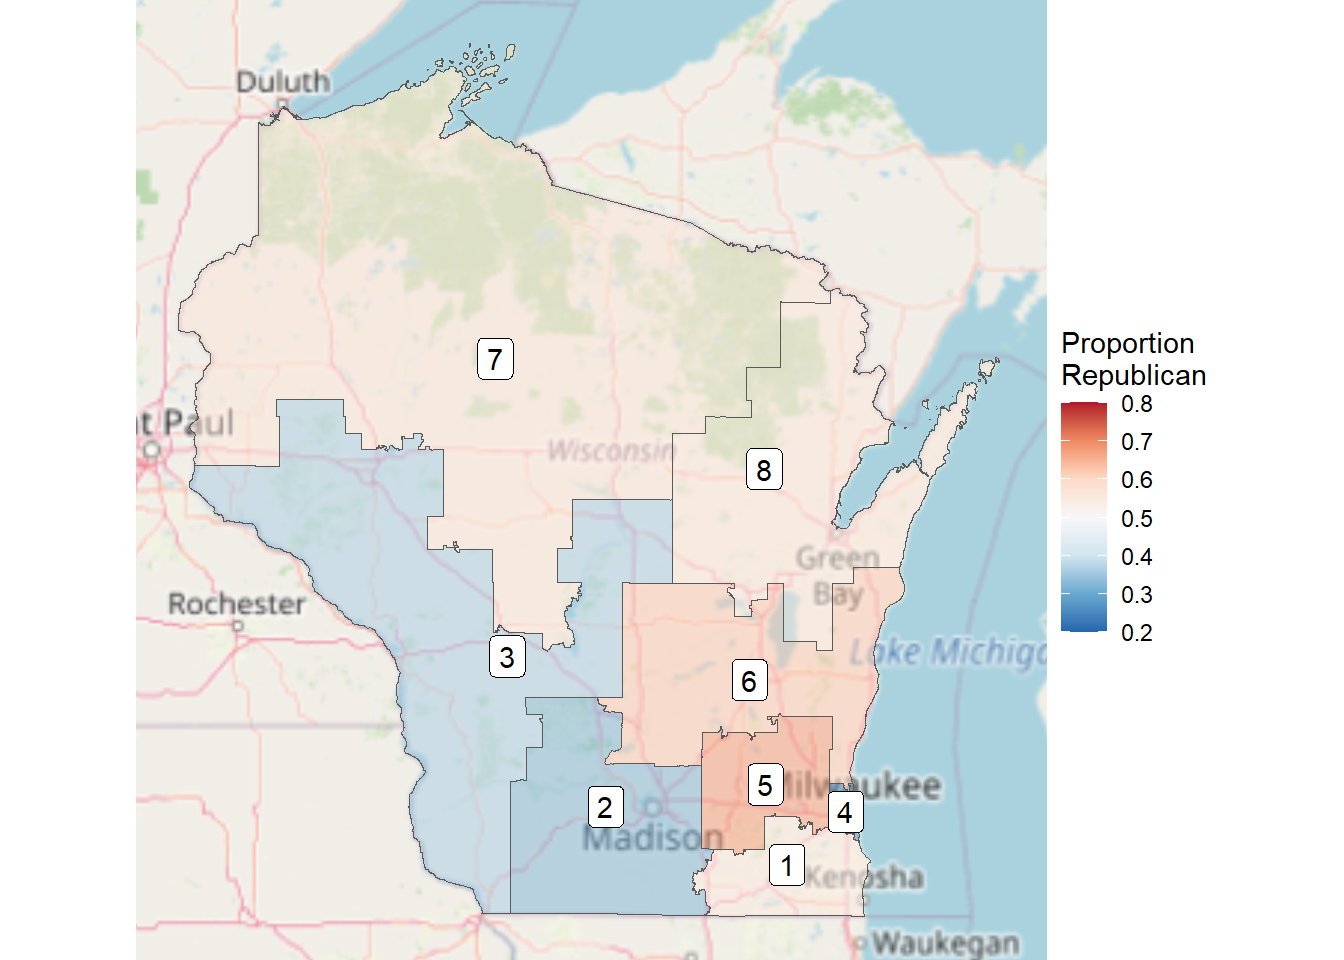 Duluth
7
Proportion
Republican
0.8
0.7
0.6
0.5
0.4
0.3
0.2
t Paul
Wisconsin
8
Green
Bay
Rochester
3
6
Lake Michiga
5
Milwaukee
4
2
Madison
1
Kenosha
Waukegan